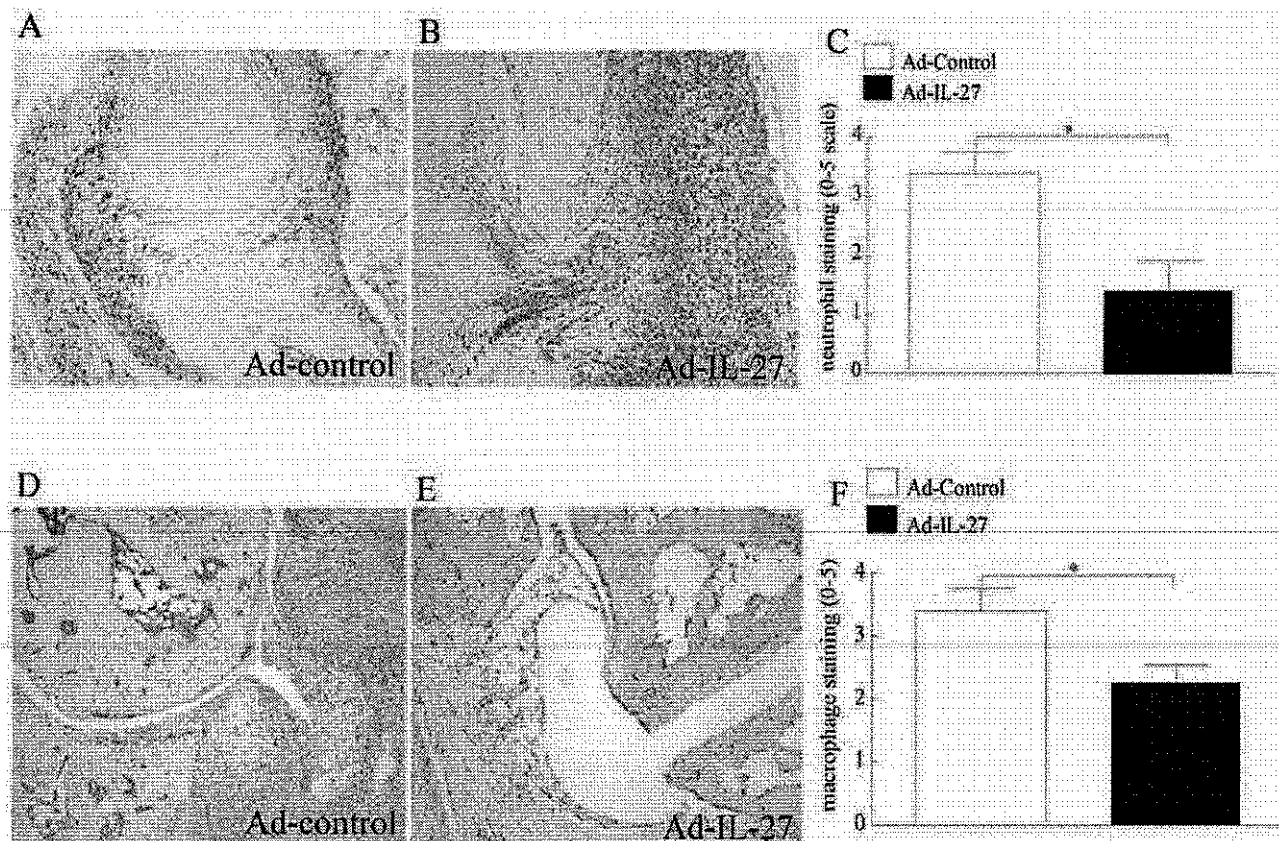 A
B
C
Ad-Control
Ad-IL-27
neutrophil staining (0-5 scale)
4
*
3
2
1
0
Ad-control
Ad-IL-27
D
E
F
Ad-Control
Ad-IL-27
macrophage staining (0-5)
4
*
3
2
1
0
Ad-control
Ad-IL-27